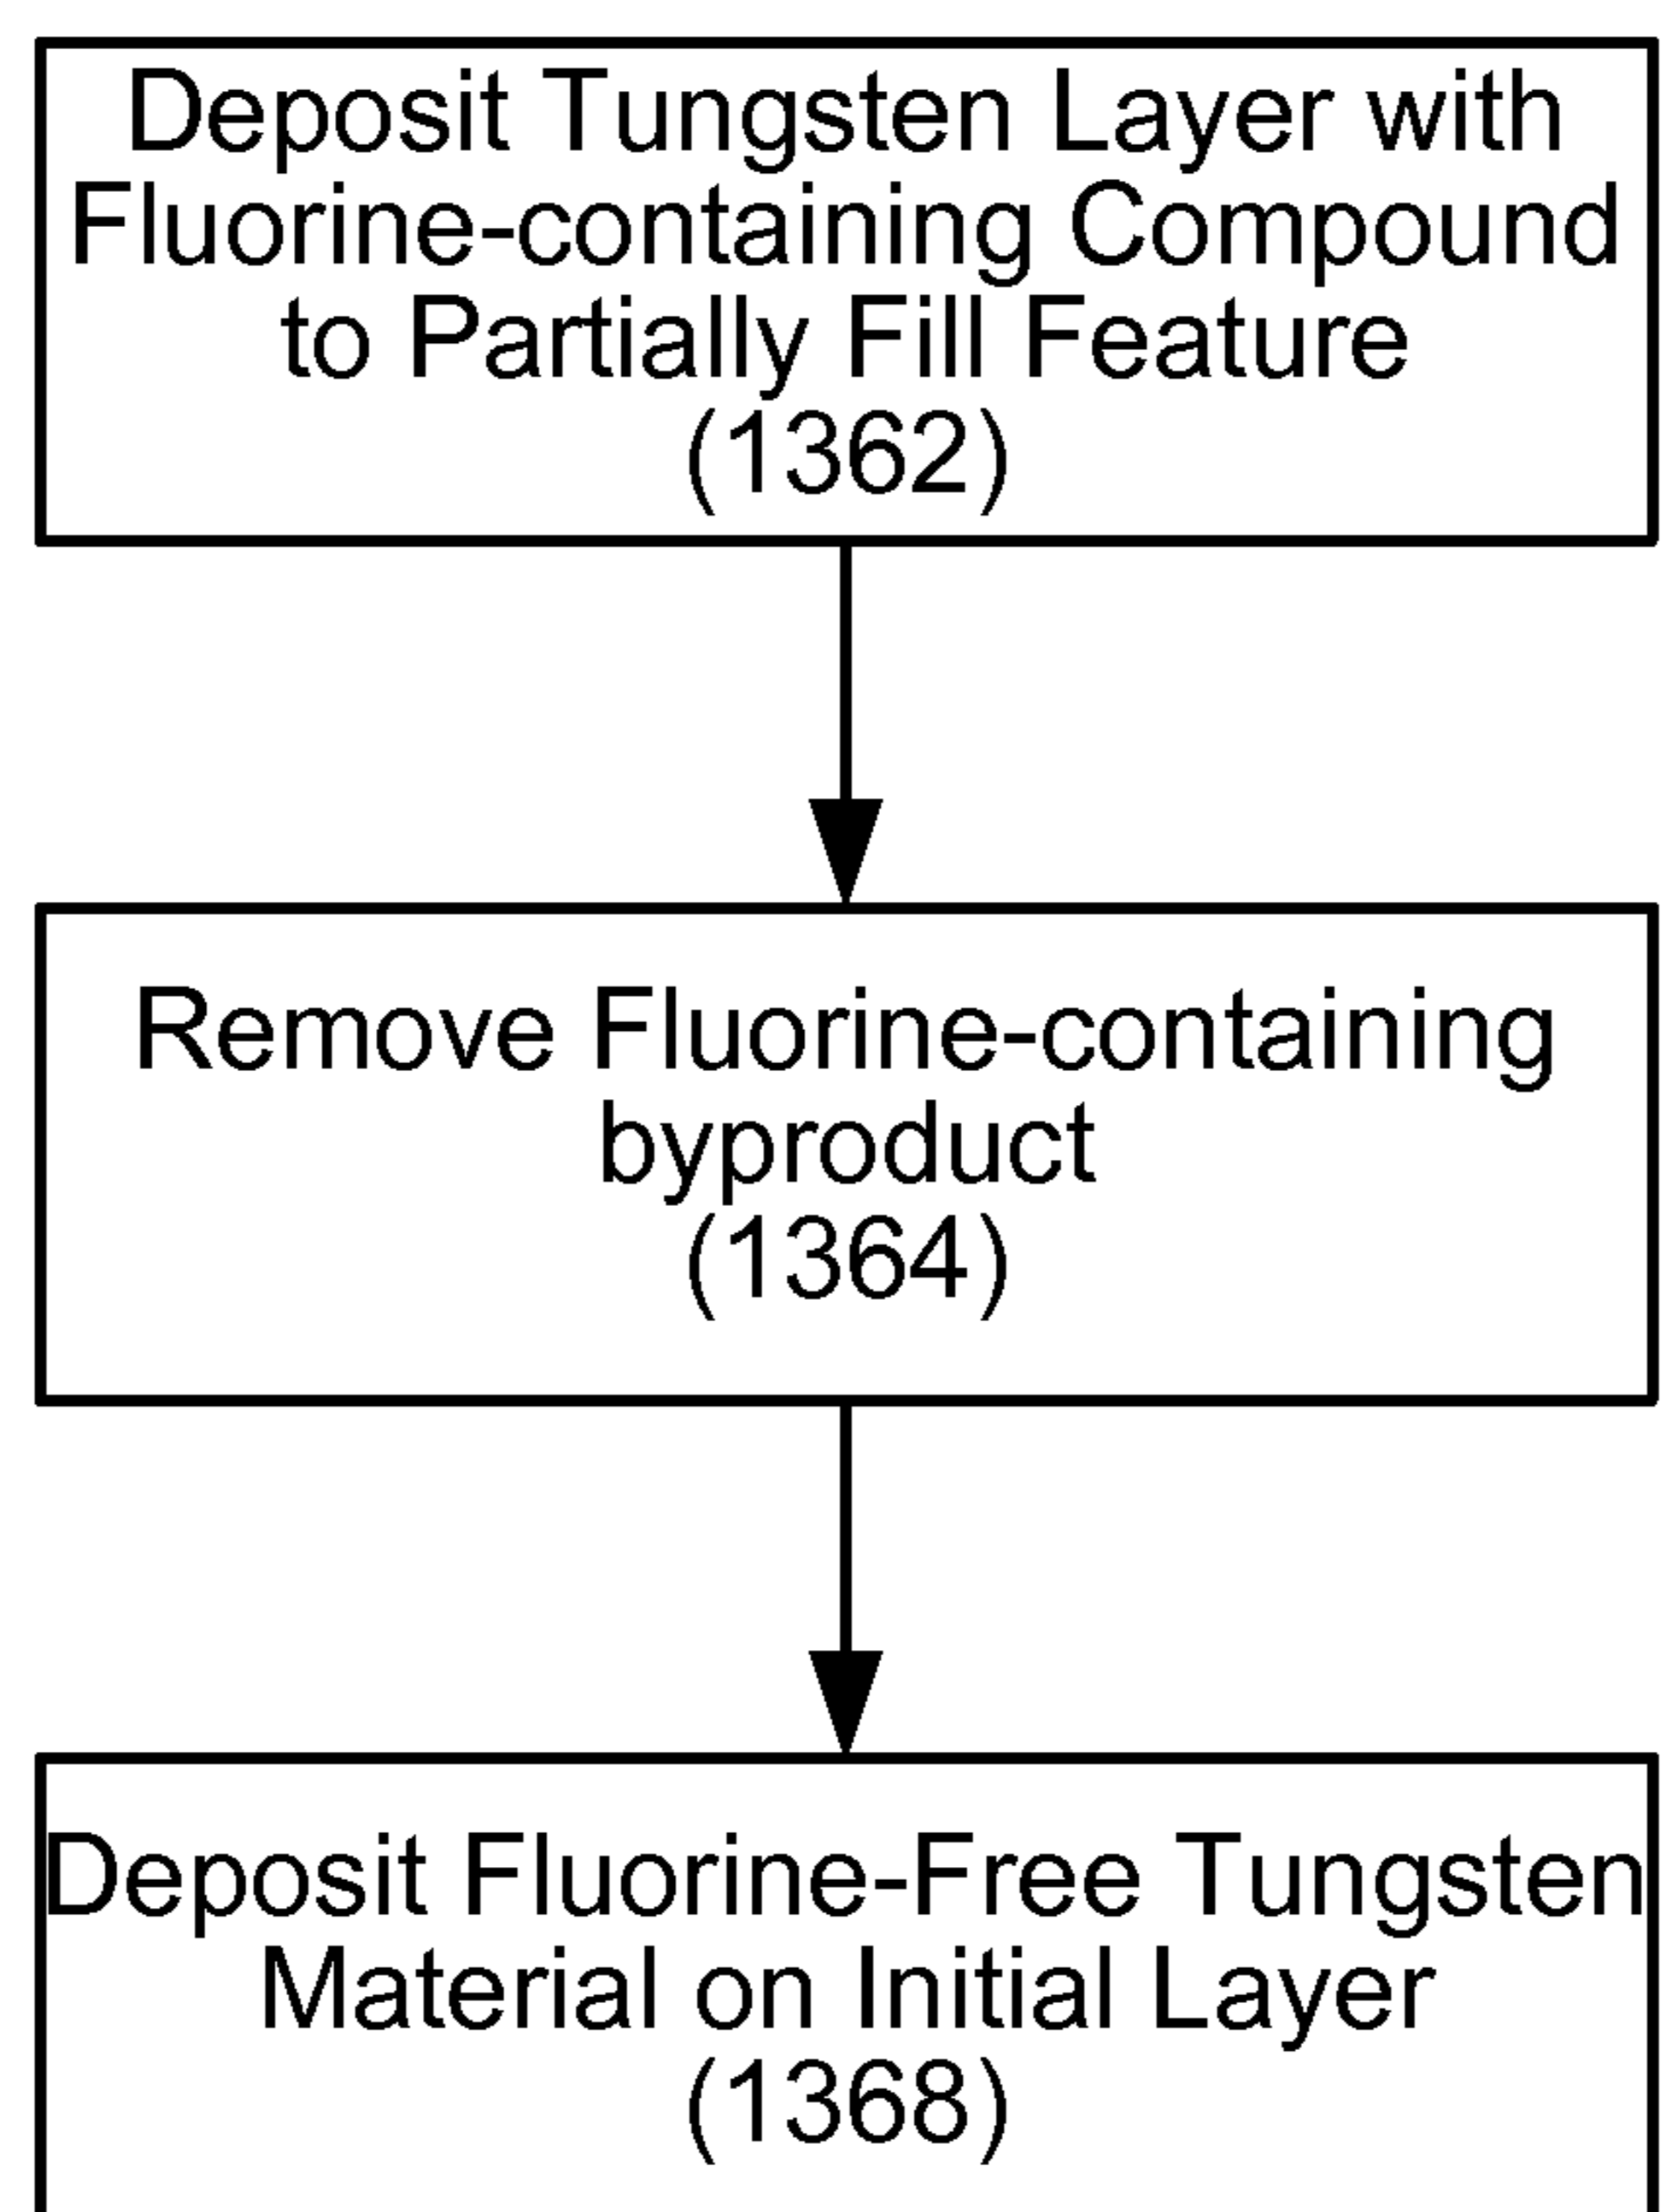 Deposit Tungsten Layer with
Fluorine-containing Compound
to Partially Fill Feature
(1362)
Remove Fluorine-containing
byproduct
(1364)
Deposit Fluorine-Free Tungsten
Material on Initial Layer
(1368)